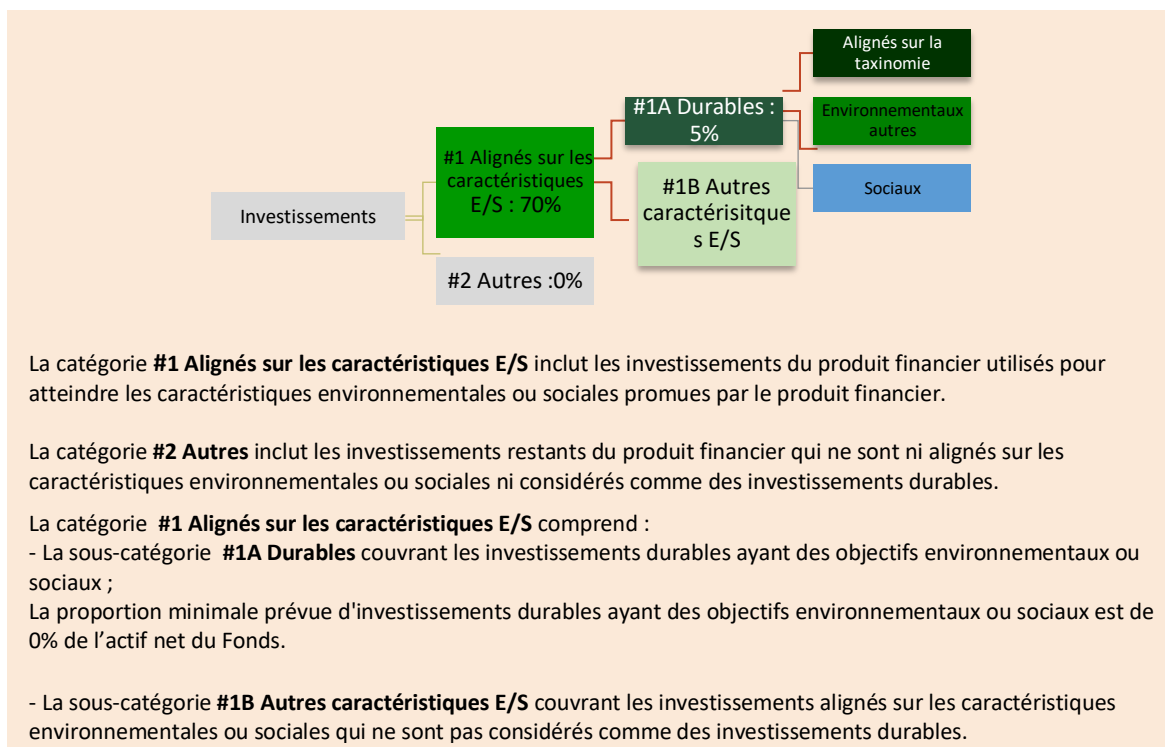 Alignés sur la
taxinomie
#1A Durables :
5%
Environnementaux
autres
#1 Alignés sur les
caractéristiques
E/S : 70%
#1B Autres
caractérisitque
s E/S
Sociaux
Investissements
#2 Autres :0%
La catégorie #1 Alignés sur les caractéristiques E/S inclut les investissements du produit financier utilisés pour
atteindre les caractéristiques environnementales ou sociales promues par le produit financier.
La catégorie #2 Autres inclut les investissements restants du produit financier qui ne sont ni alignés sur les
caractéristiques environnementales ou sociales ni considérés comme des investissements durables.
La catégorie #1 Alignés sur les caractéristiques E/S comprend :
- La sous-catégorie #1A Durables couvrant les investissements durables ayant des objectifs environnementaux ou
sociaux ;
La proportion minimale prévue d'investissements durables ayant des objectifs environnementaux ou sociaux est de
0% de l’actif net du Fonds.
- La sous-catégorie #1B Autres caractéristiques E/S couvrant les investissements alignés sur les caractéristiques
environnementales ou sociales qui ne sont pas considérés comme des investissements durables.